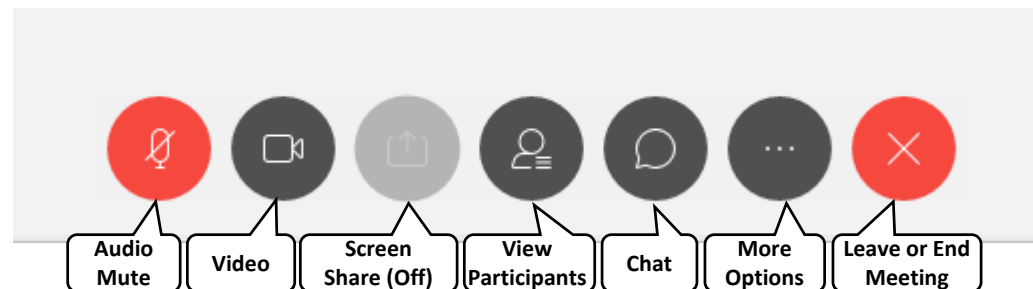 Audio
Mute
Video
Screen
Share (Off)
View
Participants
Chat
More
Options
Leave or End
Meeting